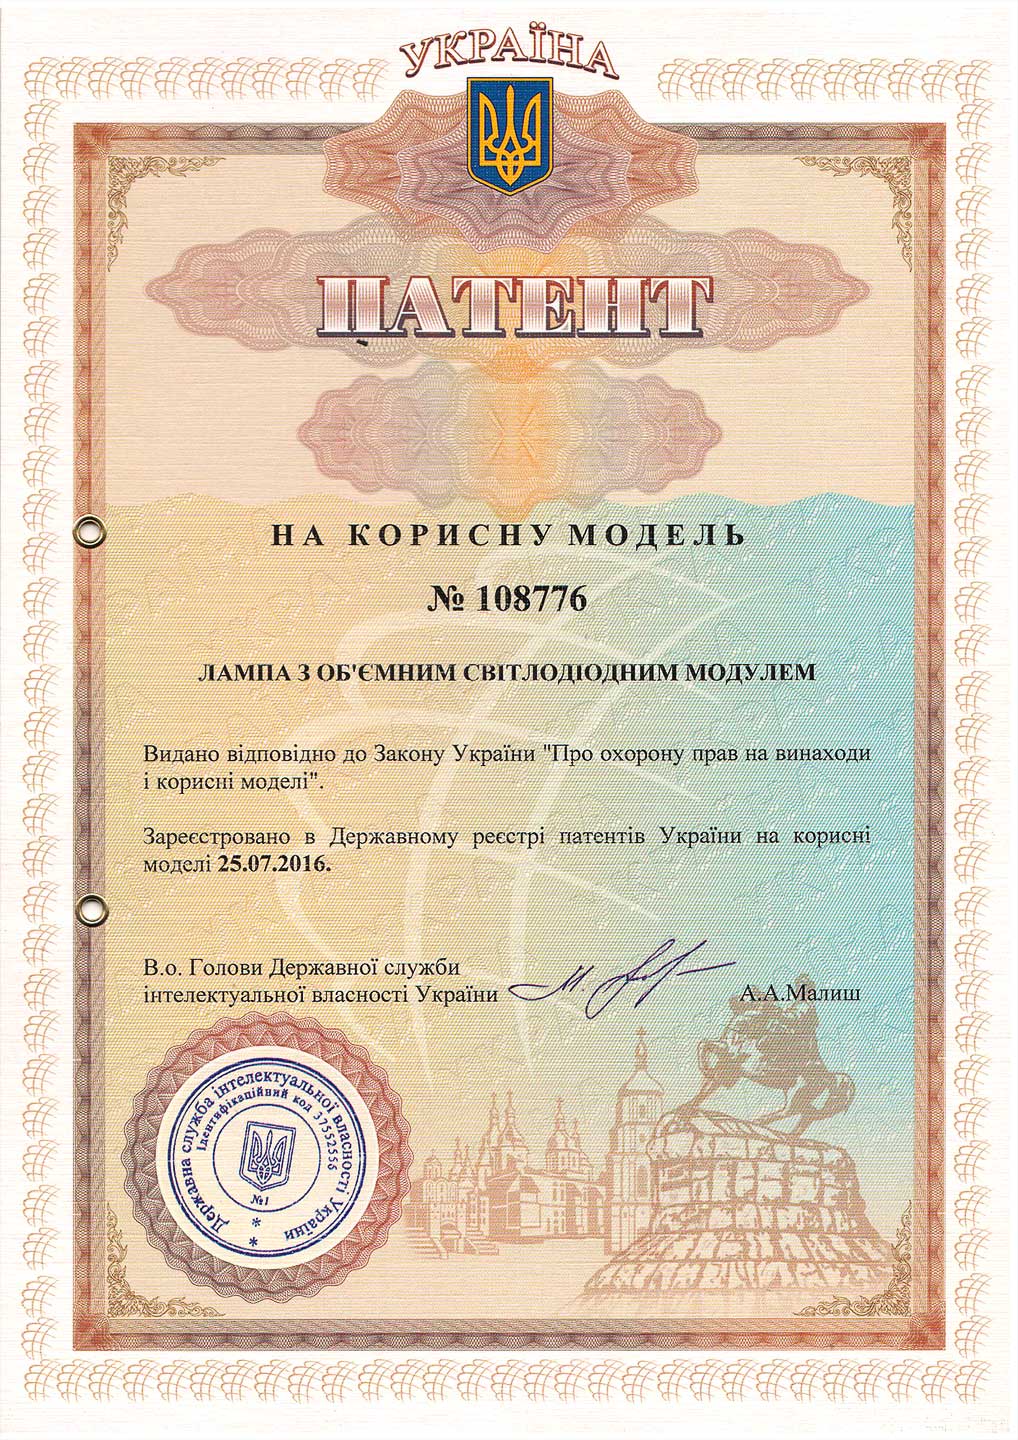 УКРАЇНА
ПАТЕНТ
НА КОРИСНУ МОДЕЛЬ
№ 108776
ЛАМПА З ОБ'ЄМНИМ СВІТЛОДІОДНИМ МОДУЛЕМ
Видано відповідно до Закону України "Про охорону прав на винаходи
і корисні моделі".
Зареєстровано в Державному реєстрі патентів України на корисні
моделі 25.07.2016.
В.о. Голови Державної служби
інтелектуальної власності України
А.А.Малиш
Державна служба інтелектуальної власності України
Ідентифікаційний код 37552556
№1